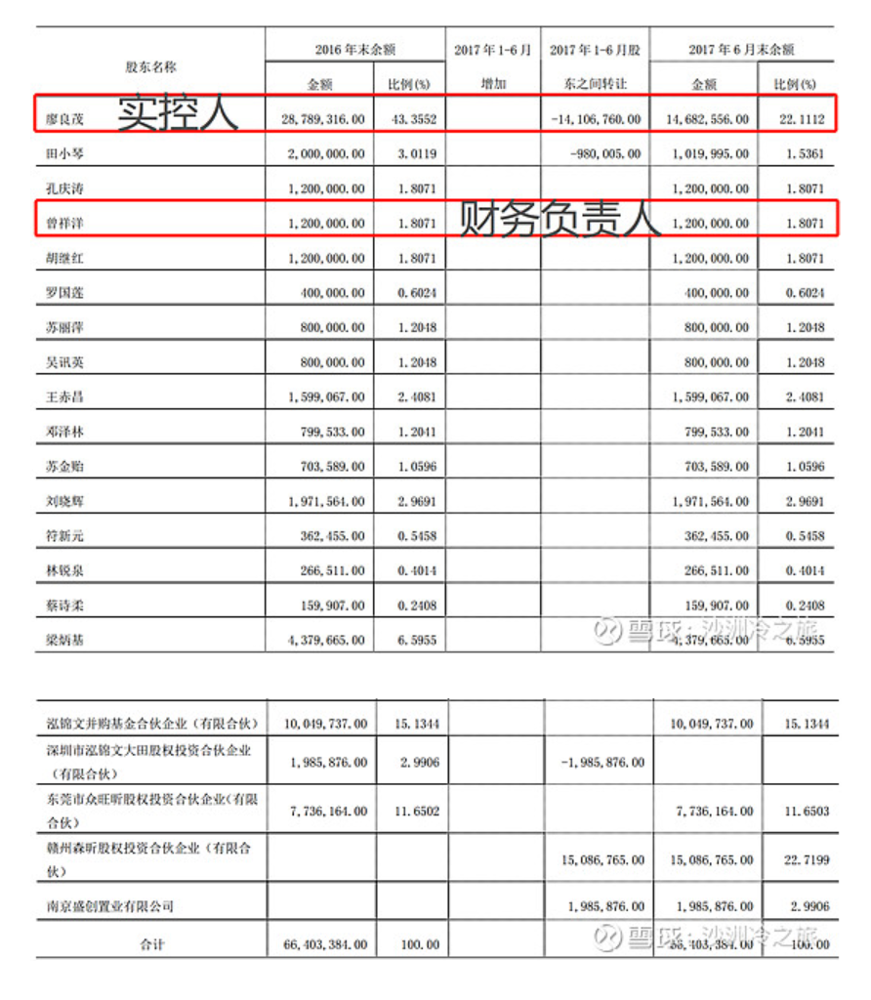 股东名称 2016年末余额 2017年1-6月增加 2017年1-6月股东之间转让 2017年6月末余额
金额 比例(%) 金额 比例(%)
廖良茂 实控人 28,789,316.00 43.3552 -14,106,760.00 14,682,556.00 22.1112
田小琴 2,000,000.00 3.0119 -980,005.00 1,019,995.00 1.5361
孔庆涛 1,200,000.00 1.8071 1,200,000.00 1.8071
曾祥洋 1,200,000.00 1.8071 财务负责人 1,200,000.00 1.8071
胡继红 1,200,000.00 1.8071 1,200,000.00 1.8071
罗国莲 400,000.00 0.6024 400,000.00 0.6024
苏丽萍 800,000.00 1.2048 800,000.00 1.2048
吴讯英 800,000.00 1.2048 800,000.00 1.2048
王赤昌 1,599,067.00 2.4081 1,599,067.00 2.4081
邓泽林 799,533.00 1.2041 799,533.00 1.2041
苏金贻 703,589.00 1.0596 703,589.00 1.0596
刘晓辉 1,971,564.00 2.9691 1,971,564.00 2.9691
符新元 362,455.00 0.5458 362,455.00 0.5458
林锐泉 266,511.00 0.4014 266,511.00 0.4014
蔡诗柔 159,907.00 0.2408 159,907.00 0.2408
雪球：沙洲冷之旅
梁炳基 4,379,665.00 6.5955 4,379,665.00 6.5955
泓锦文并购基金合伙企业（有限合伙） 10,049,737.00 15.1344 10,049,737.00 15.1344
深圳市泓锦文大田股权投资合伙企业
（有限合伙） 1,985,876.00 2.9906 -1,985,876.00
东莞市众旺昕股权投资合伙企业（有限
合伙） 7,736,164.00 11.6502 7,736,164.00 11.6503
赣州森昕股权投资合伙企业（有限合
伙） 15,086,765.00 15,086,765.00 22.7199
南京盛创置业有限公司 1,985,876.00 1,985,876.00 2.9906
雪球：沙洲冷之旅
合计 66,403,384.00 100.00 66,403,384.00 100.00